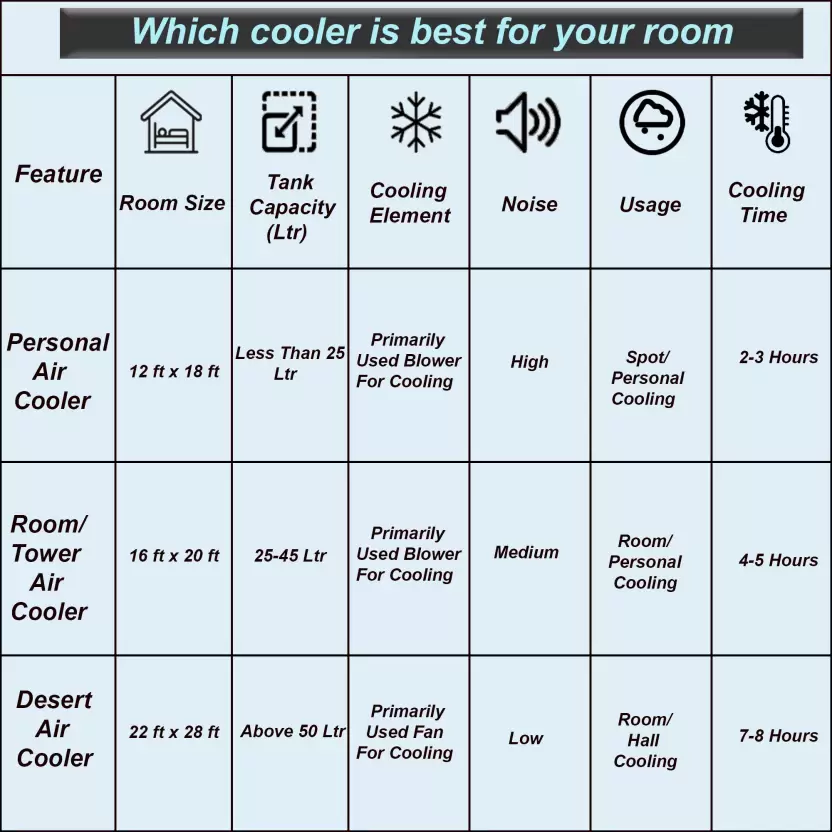 Which cooler is best for your room
Feature
Room Size
Tank
Capacity
(Ltr)
Cooling
Element
Noise
Usage
Cooling
Time
Personal
Air
Cooler
12 ft x 18 ft
Less Than 25
Ltr
Primarily
Used Blower
For Cooling
High
Spot/
Personal
Cooling
2-3 Hours
Room/
Tower
Air
Cooler
16 ft x 20 ft
25-45 Ltr
Primarily
Used Blower
For Cooling
Medium
Room/
Personal
Cooling
4-5 Hours
Desert
Air
Cooler
22 ft x 28 ft
Above 50 Ltr
Primarily
Used Fan
For Cooling
Low
Room/
Hall
Cooling
7-8 Hours